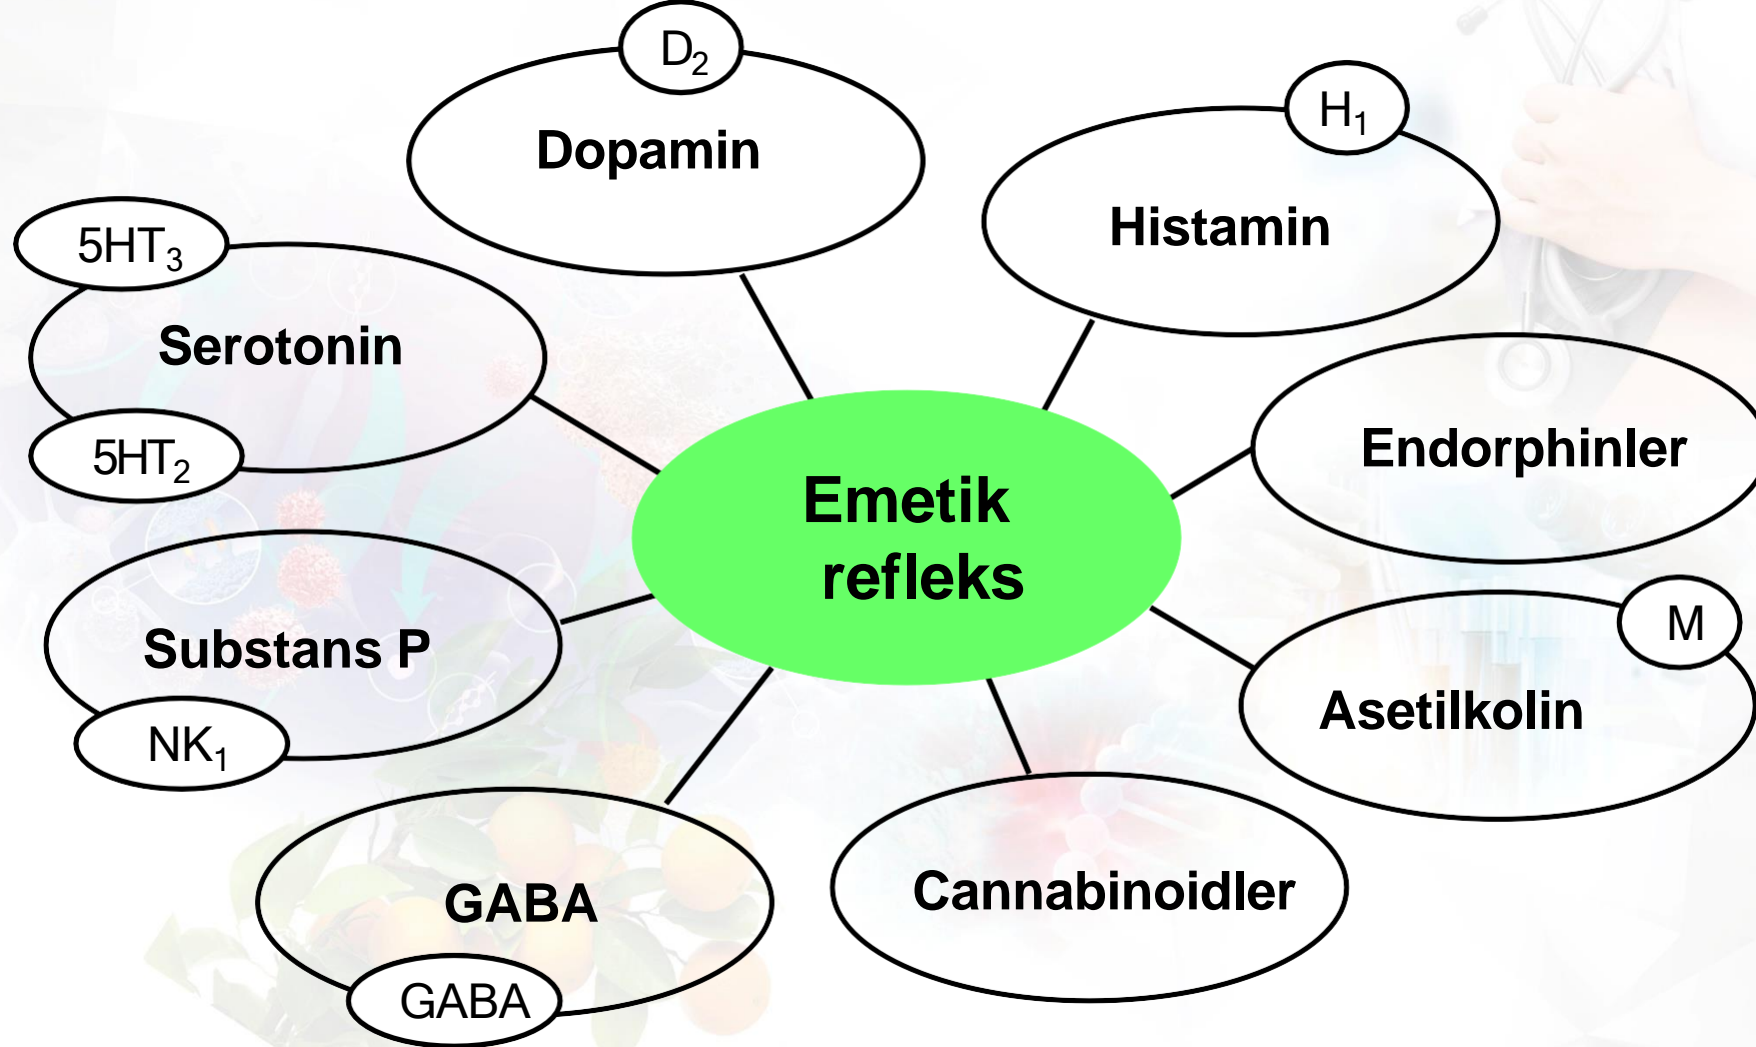 D₂
Dopamin
H₁
Histamin
5HT₃
Serotonin
5HT₂
Endorphinler
Emetik
refleks
Substans P
NK₁
M
Asetilkolin
GABA
GABA
Cannabinoidler